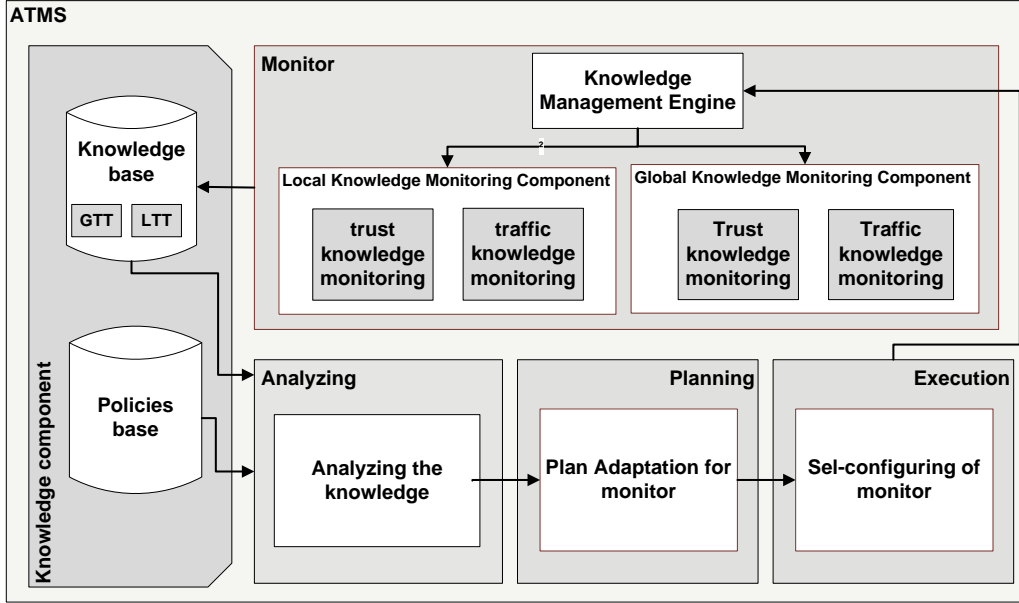 ATMS
Monitor
Knowledge
Management Engine
?
Knowledge
base
GTT
LTT
Local Knowledge Monitoring Component
trust
knowledge
monitoring
traffic
knowledge
monitoring
Global Knowledge Monitoring Component
Trust
knowledge
monitoring
Traffic
knowledge
monitoring
Policies
base
Knowledge component
Analyzing
Analyzing the
knowledge
Planning
Plan Adaptation for
monitor
Execution
Sel-configuring of
monitor